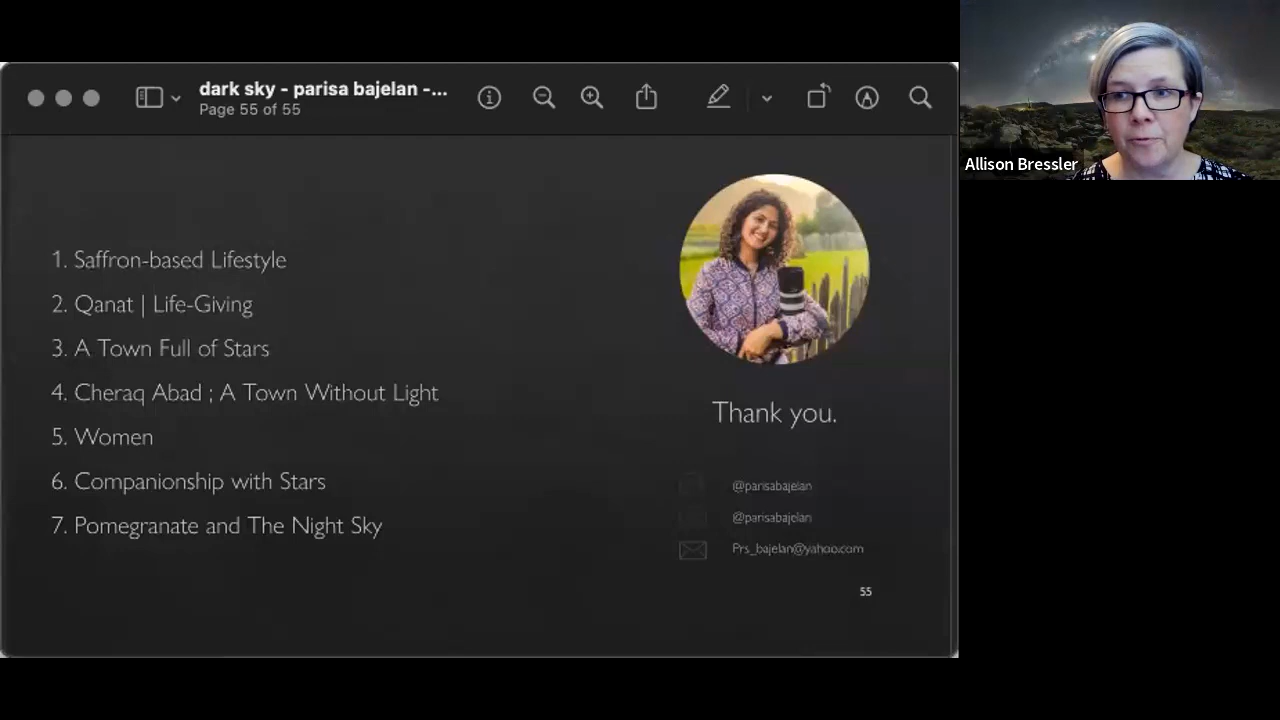 dark sky - parisa bajelan -...
Page 55 of 55
1. Saffron-based Lifestyle
2. Qanat | Life-Giving
3. A Town Full of Stars
4. Cheraq Abad ; A Town Without Light
5. Women
6. Companionship with Stars
7. Pomegranate and The Night Sky
Thank you.
@parisabajelan
@parisabajelan
Prs_bajelan@yahoo.com
55
Allison Bressler